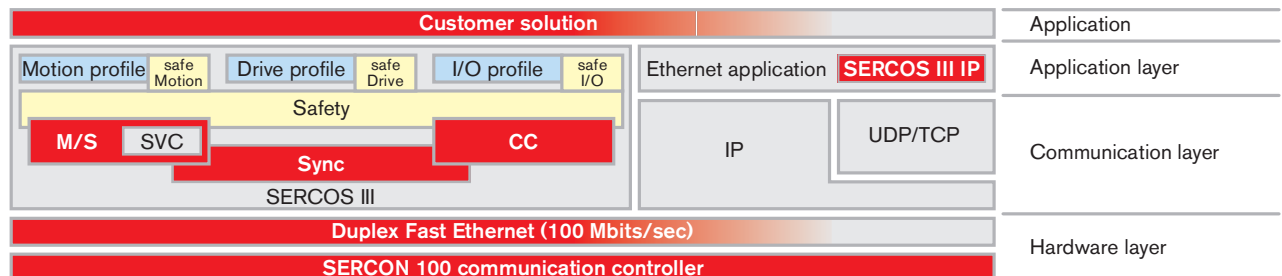 Customer solution
Application
Motion profile
safe
Motion
Drive profile
safe
Drive
I/O profile
safe
I/O
Ethernet application
SERCOS III IP
Application layer
Safety
M/S
SVC
Sync
CC
SERCOS III
IP
UDP/TCP
Communication layer
Duplex Fast Ethernet (100 Mbits/sec)
SERCON 100 communication controller
Hardware layer